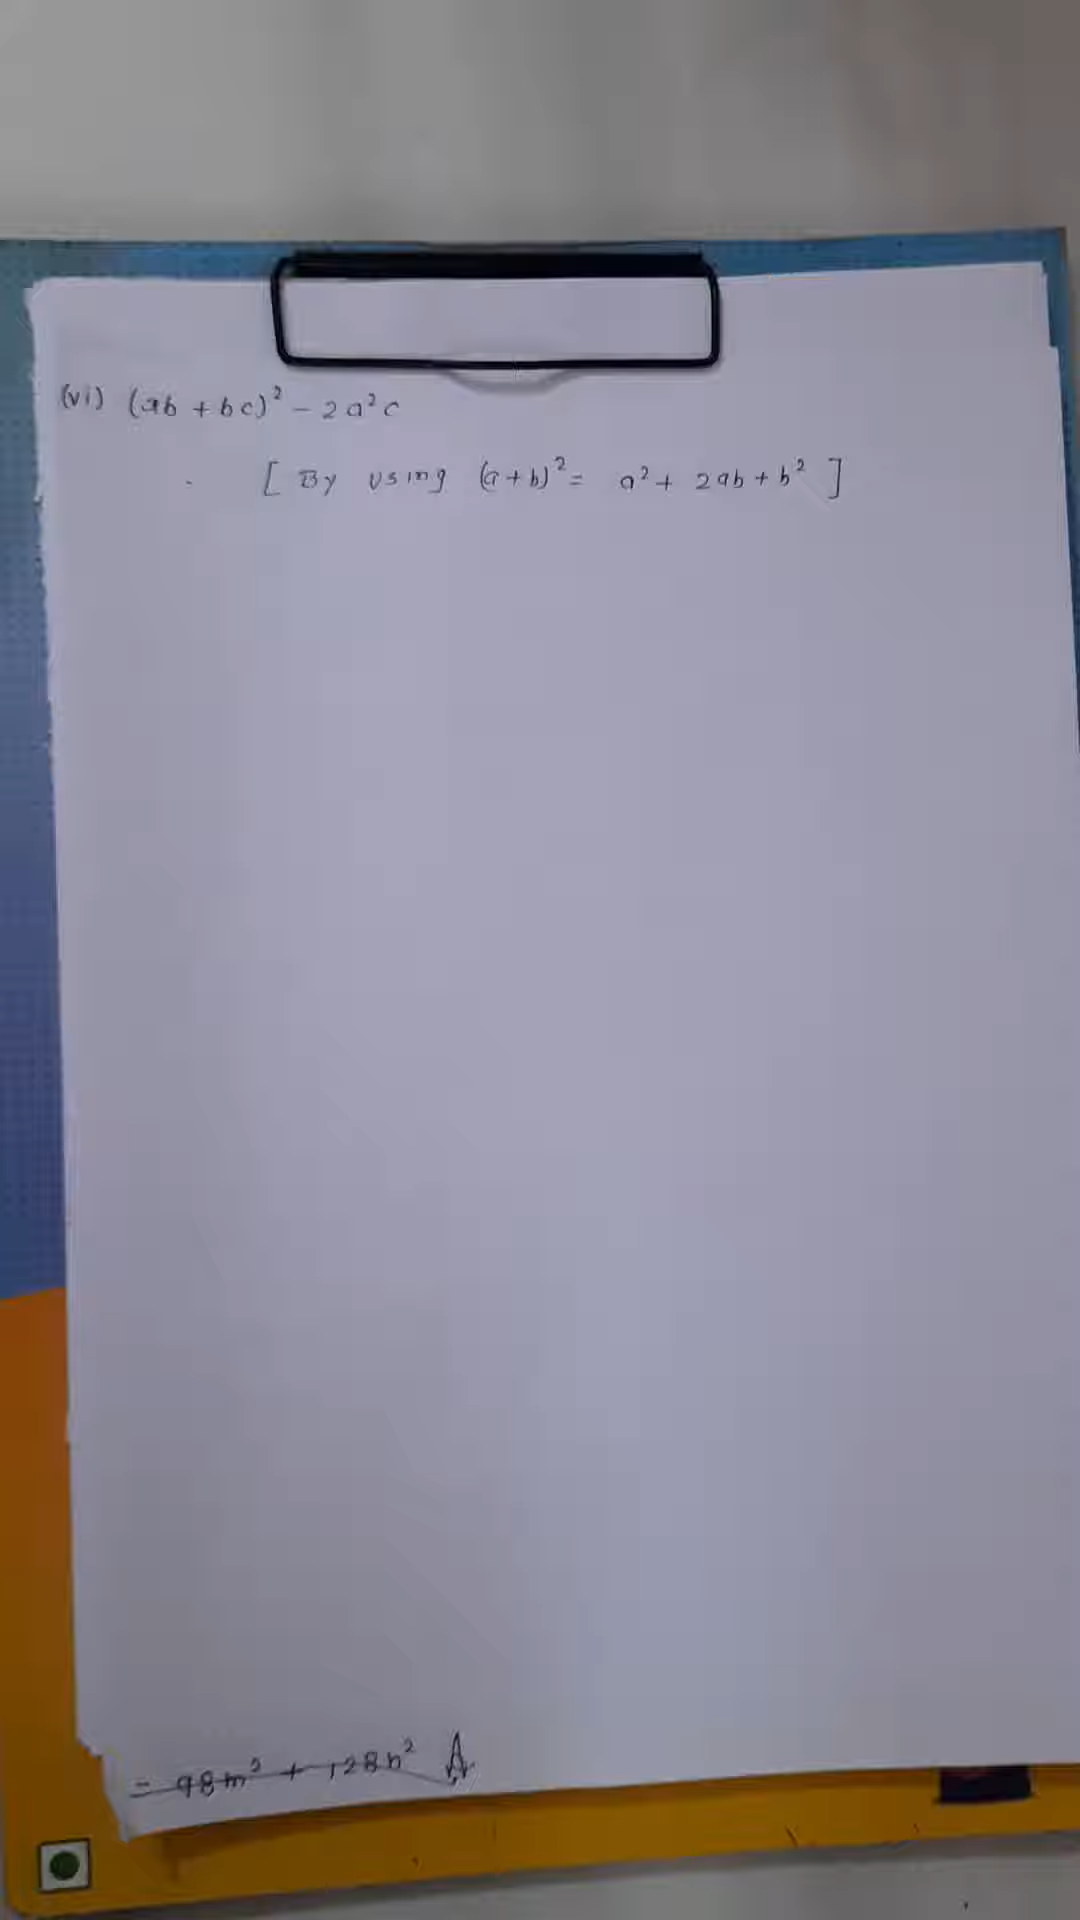 (vi) (ab + bc)² - 2a²c
[ By using (a+b)² = a² + 2ab + b² ]
= 98m² + 128n² A